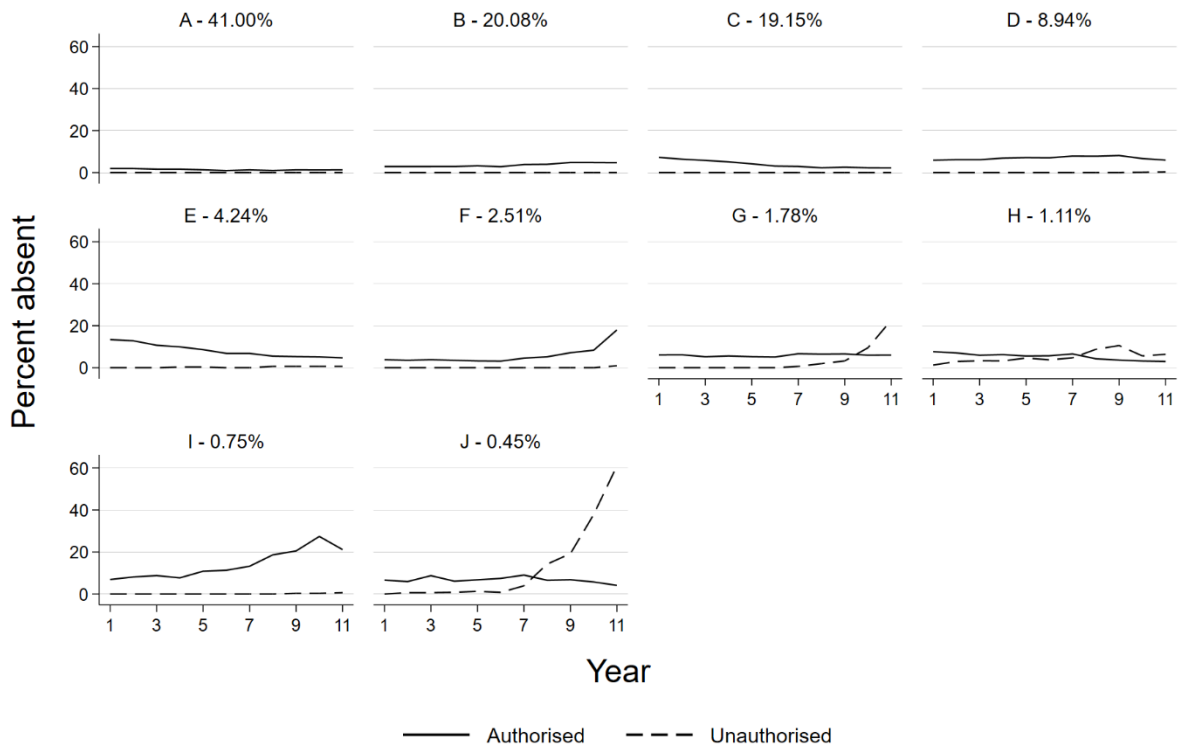 A - 41.00% B - 20.08% C - 19.15% D - 8.94%
60
40
20
0
E - 4.24% F - 2.51% G - 1.78% H - 1.11%
60
40
20
0
1 3 5 7 9 11 1 3 5 7 9 11
I - 0.75% J - 0.45%
60
40
20
0
1 3 5 7 9 11 1 3 5 7 9 11
Percent absent
Year
Authorised Unauthorised